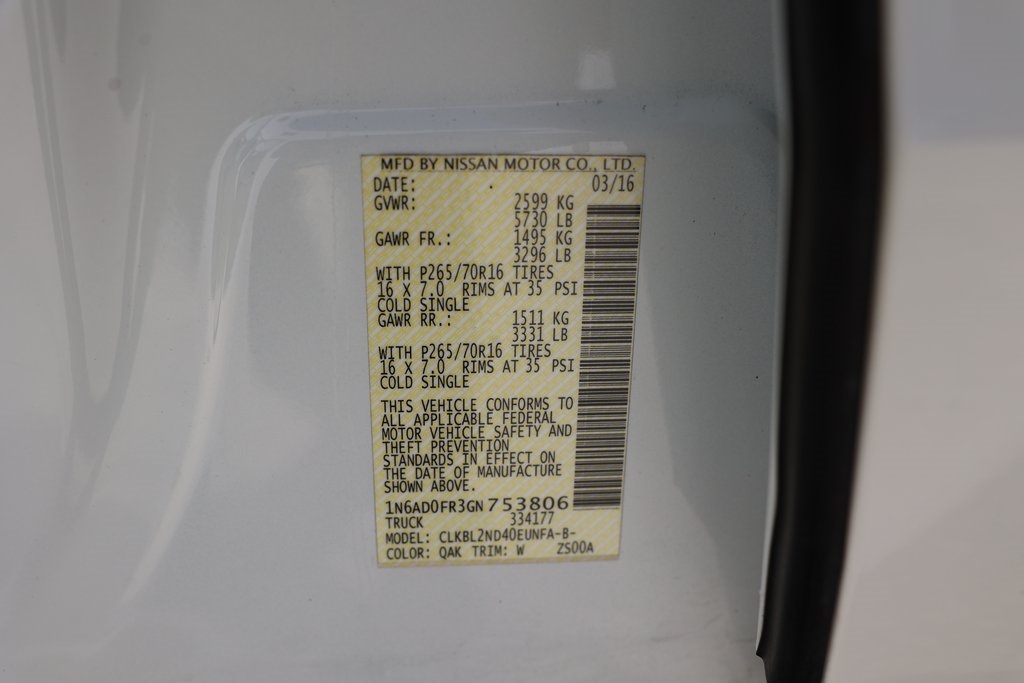 MFD BY NISSAN MOTOR CO., LTD.
DATE: 03/16
GVWR: 2599 KG
5730 LB
GAWR FR.: 1495 KG
3296 LB
WITH P265/70R16 TIRES
16 X 7.0 RIMS AT 35 PSI
COLD SINGLE
GAWR RR.: 1511 KG
3331 LB
WITH P265/70R16 TIRES
16 X 7.0 RIMS AT 35 PSI
COLD SINGLE
THIS VEHICLE CONFORMS TO
ALL APPLICABLE FEDERAL
MOTOR VEHICLE SAFETY AND
THEFT PREVENTION
STANDARDS IN EFFECT ON
THE DATE OF MANUFACTURE
SHOWN ABOVE.
1N6AD0FR3GN753806
TRUCK 334177
MODEL: CLKBL2ND40EUNFA-B-
COLOR: QAK TRIM: W ZS00A